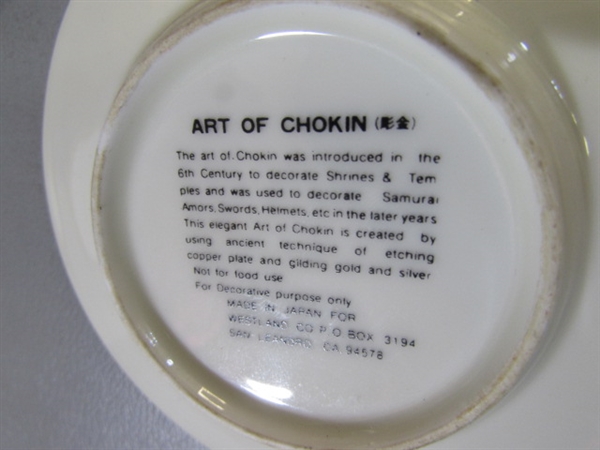 ART OF CHOKIN (彫金)
The art of. Chokin was introduced in the
6th Century to decorate Shrines & Tem
ples and was used to decorate Samurai
Amors, Swords, Helmets, etc in the later years
This elegant Art of Chokin is created by
using ancient technique of etching
copper plate and gilding gold and silver
Not for food use
For Decorative purpose only
MADE IN JAPAN FOR
WESTLAND CO P.O. BOX 3194
SAN LEANDRO, CA 94578